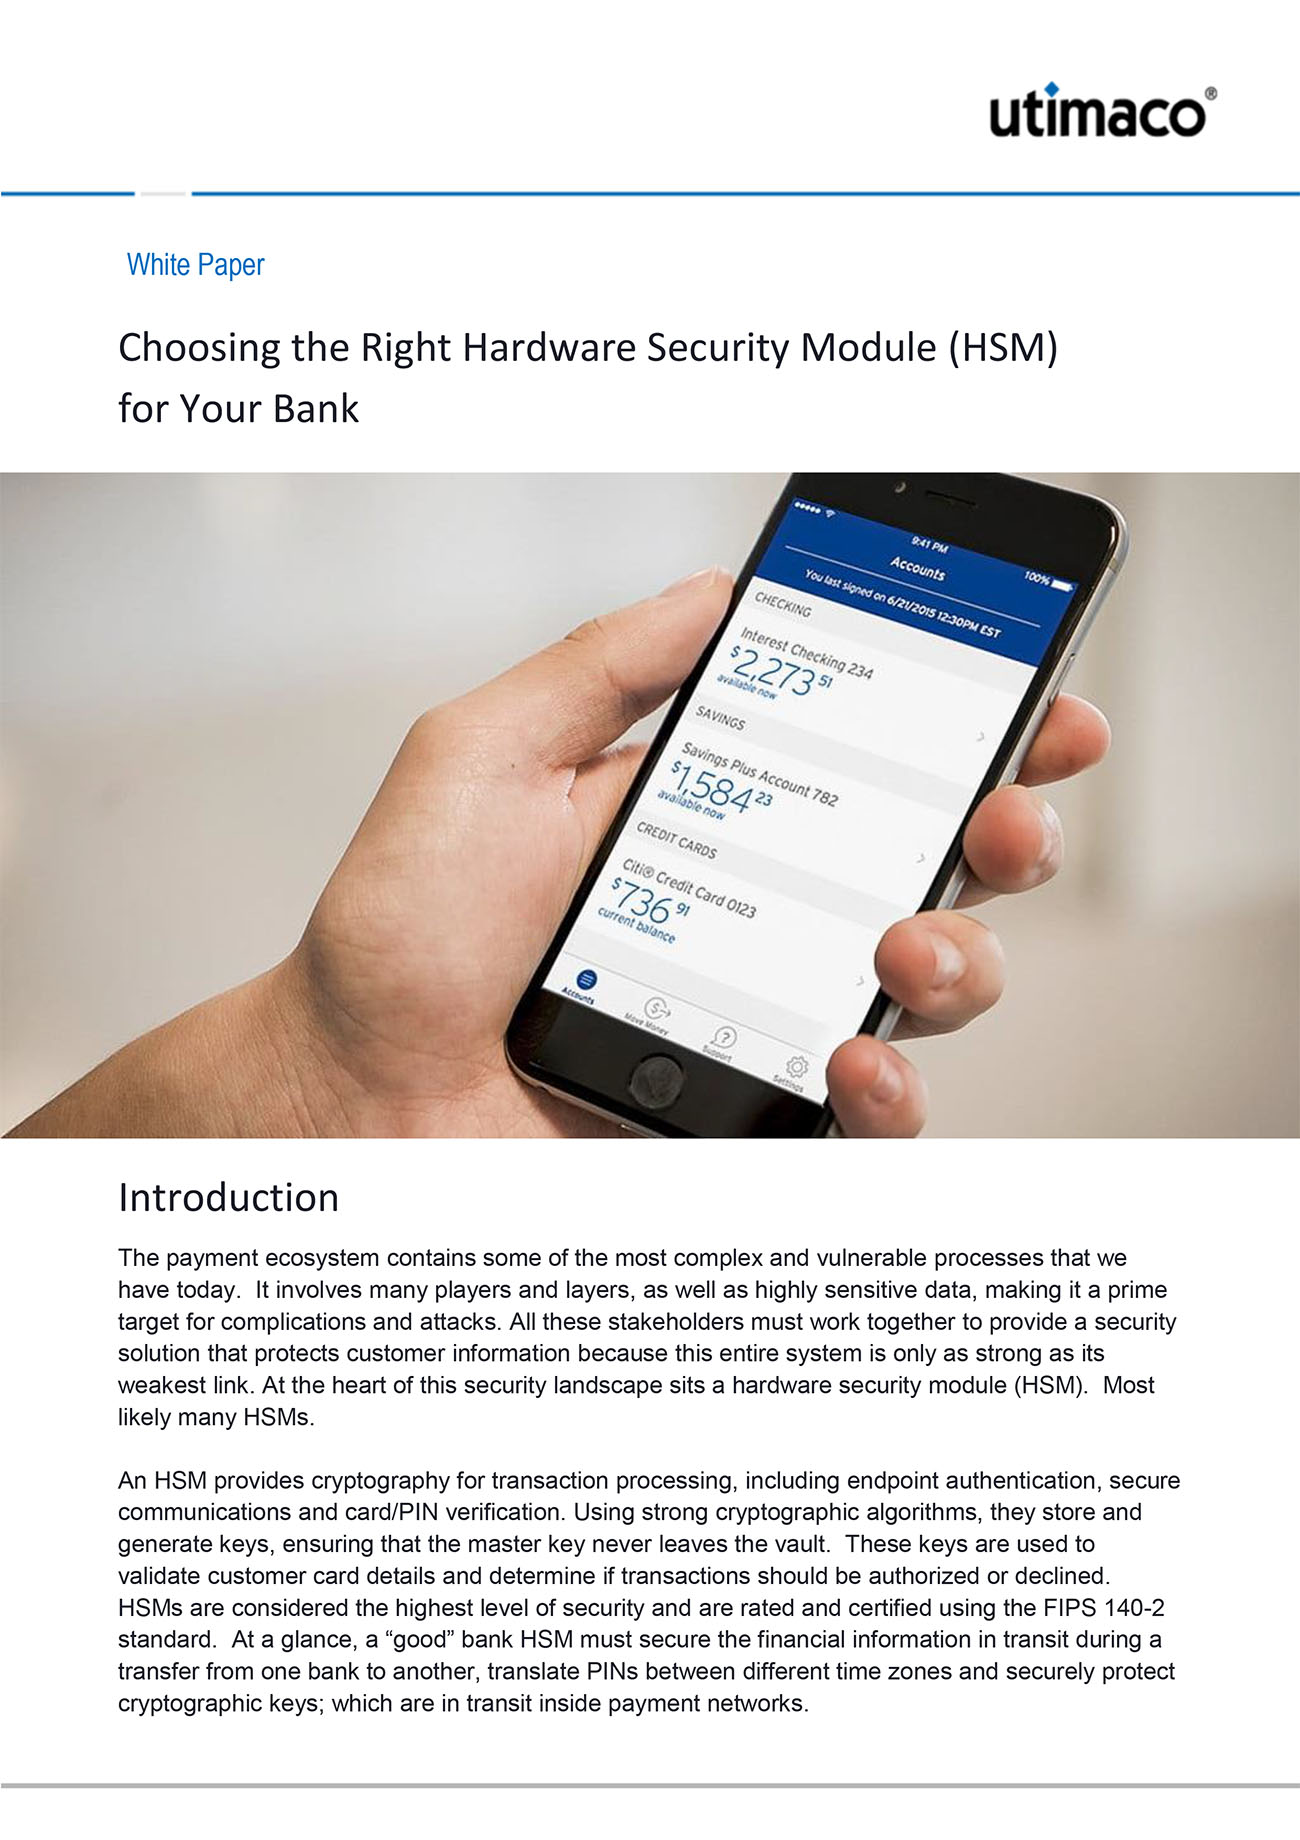 utimaco®
White Paper
Choosing the Right Hardware Security Module (HSM)
for Your Bank
9:41 PM
100%
Accounts
You last signed on 6/21/2015 12:30PM EST
CHECKING
Interest Checking 234
$2,273 51
available now
SAVINGS
Savings Plus Account 782
$1,584 23
available now
CREDIT CARDS
Citi® Credit Card 0123
$736 91
current balance
Accounts
Move Money
Support
Settings
Introduction
The payment ecosystem contains some of the most complex and vulnerable processes that we
have today.  It involves many players and layers, as well as highly sensitive data, making it a prime
target for complications and attacks. All these stakeholders must work together to provide a security
solution that protects customer information because this entire system is only as strong as its
weakest link. At the heart of this security landscape sits a hardware security module (HSM).  Most
likely many HSMs.
An HSM provides cryptography for transaction processing, including endpoint authentication, secure
communications and card/PIN verification. Using strong cryptographic algorithms, they store and
generate keys, ensuring that the master key never leaves the vault.  These keys are used to
validate customer card details and determine if transactions should be authorized or declined.
HSMs are considered the highest level of security and are rated and certified using the FIPS 140-2
standard.  At a glance, a “good” bank HSM must secure the financial information in transit during a
transfer from one bank to another, translate PINs between different time zones and securely protect
cryptographic keys; which are in transit inside payment networks.